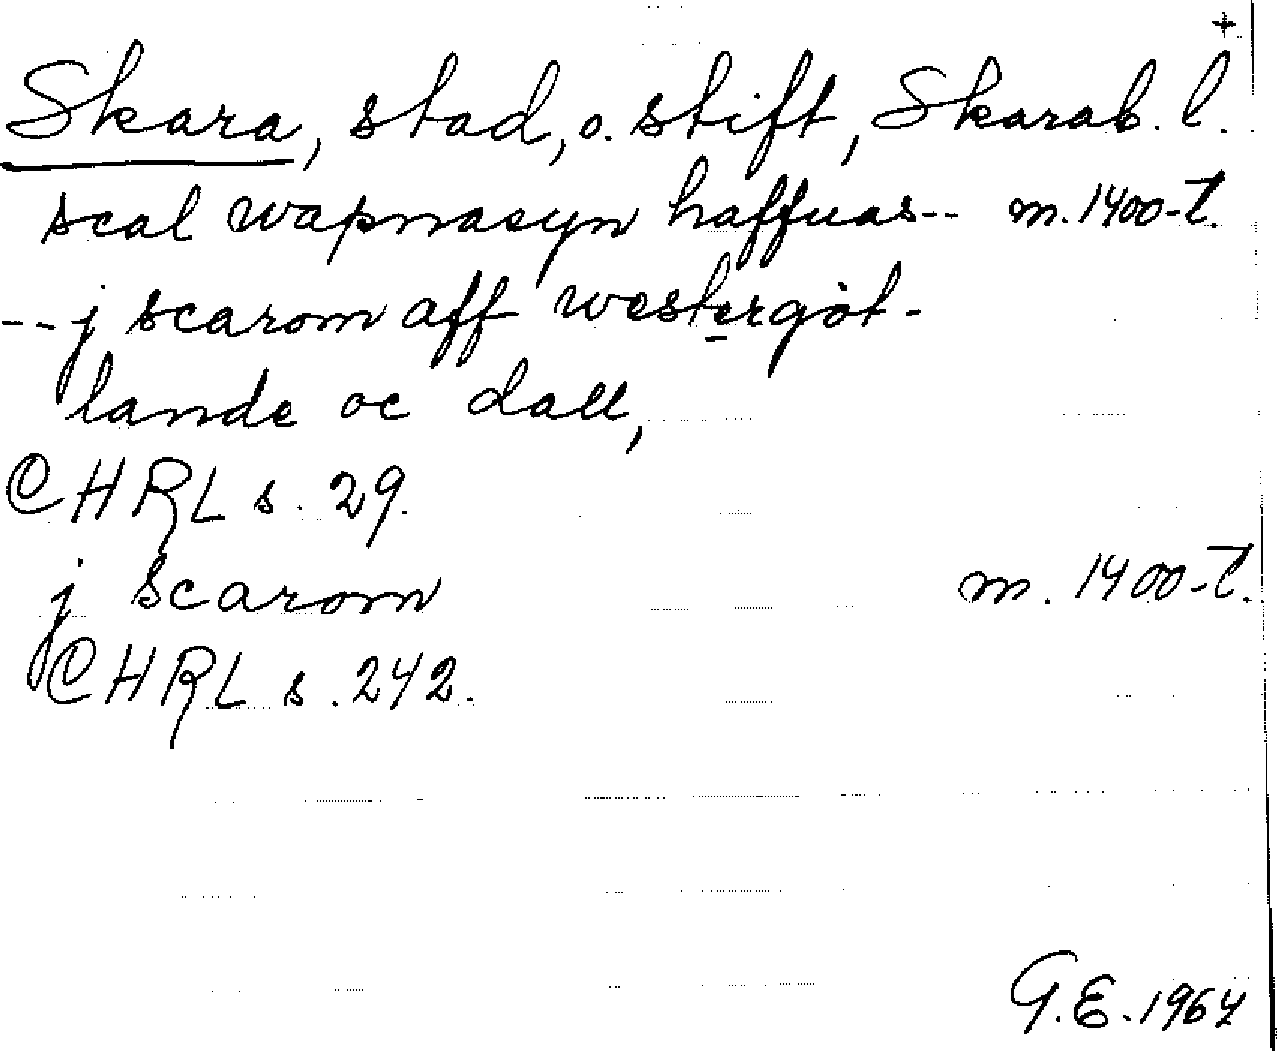 +
Skara, stad, o. stift, Skarab. l.
scal wapnasyn haffuas-- m. 1400-t.
--j scarom aff westergöt-
lande oc dall,
CHRL s. 29.
j scarom m. 1400-t.
CHRL s. 242.
G.E. 1964